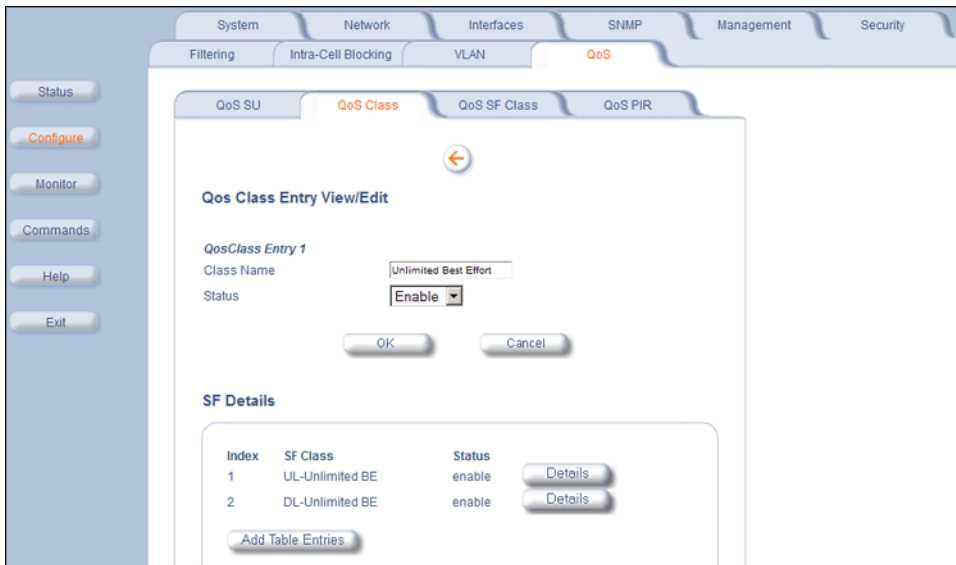 System Network Interfaces SNMP Management Security
Filtering Intra-Cell Blocking VLAN QoS
Status
QoS SU QoS Class QoS SF Class QoS PIR
Configure
Monitor
Qos Class Entry View/Edit
Commands
QosClass Entry 1
Class Name Unlimited Best Effort
Help
Status Enable
Exit
OK Cancel
SF Details
Index SF Class Status
1 UL-Unlimited BE enable Details
2 DL-Unlimited BE enable Details
Add Table Entries